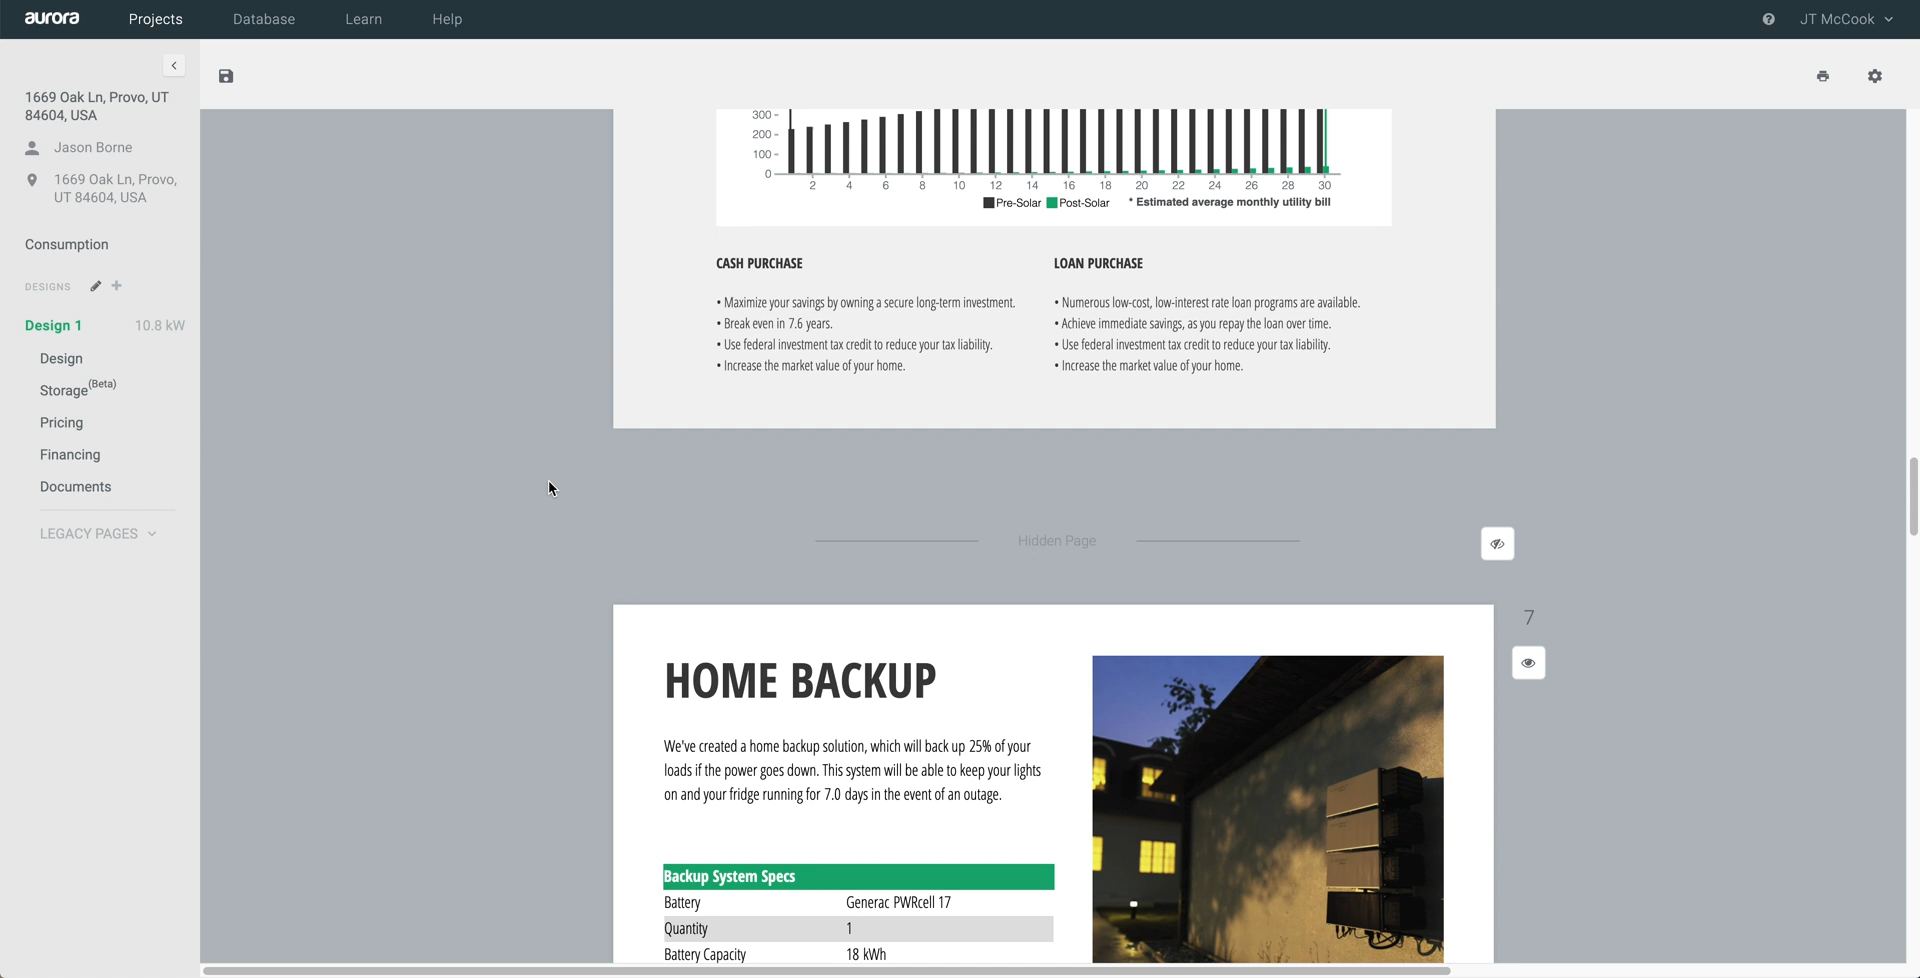 aurora
Projects
Database
Learn
Help
JT McCook
1669 Oak Ln, Provo, UT
84604, USA
Jason Borne
1669 Oak Ln, Provo,
UT 84604, USA
Consumption
DESIGNS
Design 1 10.8 kW
Design
Storage(Beta)
Pricing
Financing
Documents
LEGACY PAGES
300
200
100
0
2 4 6 8 10 12 14 16 18 20 22 24 26 28 30
Pre-Solar Post-Solar * Estimated average monthly utility bill
CASH PURCHASE
• Maximize your savings by owning a secure long-term investment.
• Break even in 7.6 years.
• Use federal investment tax credit to reduce your tax liability.
• Increase the market value of your home.
LOAN PURCHASE
• Numerous low-cost, low-interest rate loan programs are available.
• Achieve immediate savings, as you repay the loan over time.
• Use federal investment tax credit to reduce your tax liability.
• Increase the market value of your home.
Hidden Page
7
HOME BACKUP
We've created a home backup solution, which will back up 25% of your
loads if the power goes down. This system will be able to keep your lights
on and your fridge running for 7.0 days in the event of an outage.
Backup System Specs
Battery Generac PWRcell 17
Quantity 1
Battery Capacity 18 kWh